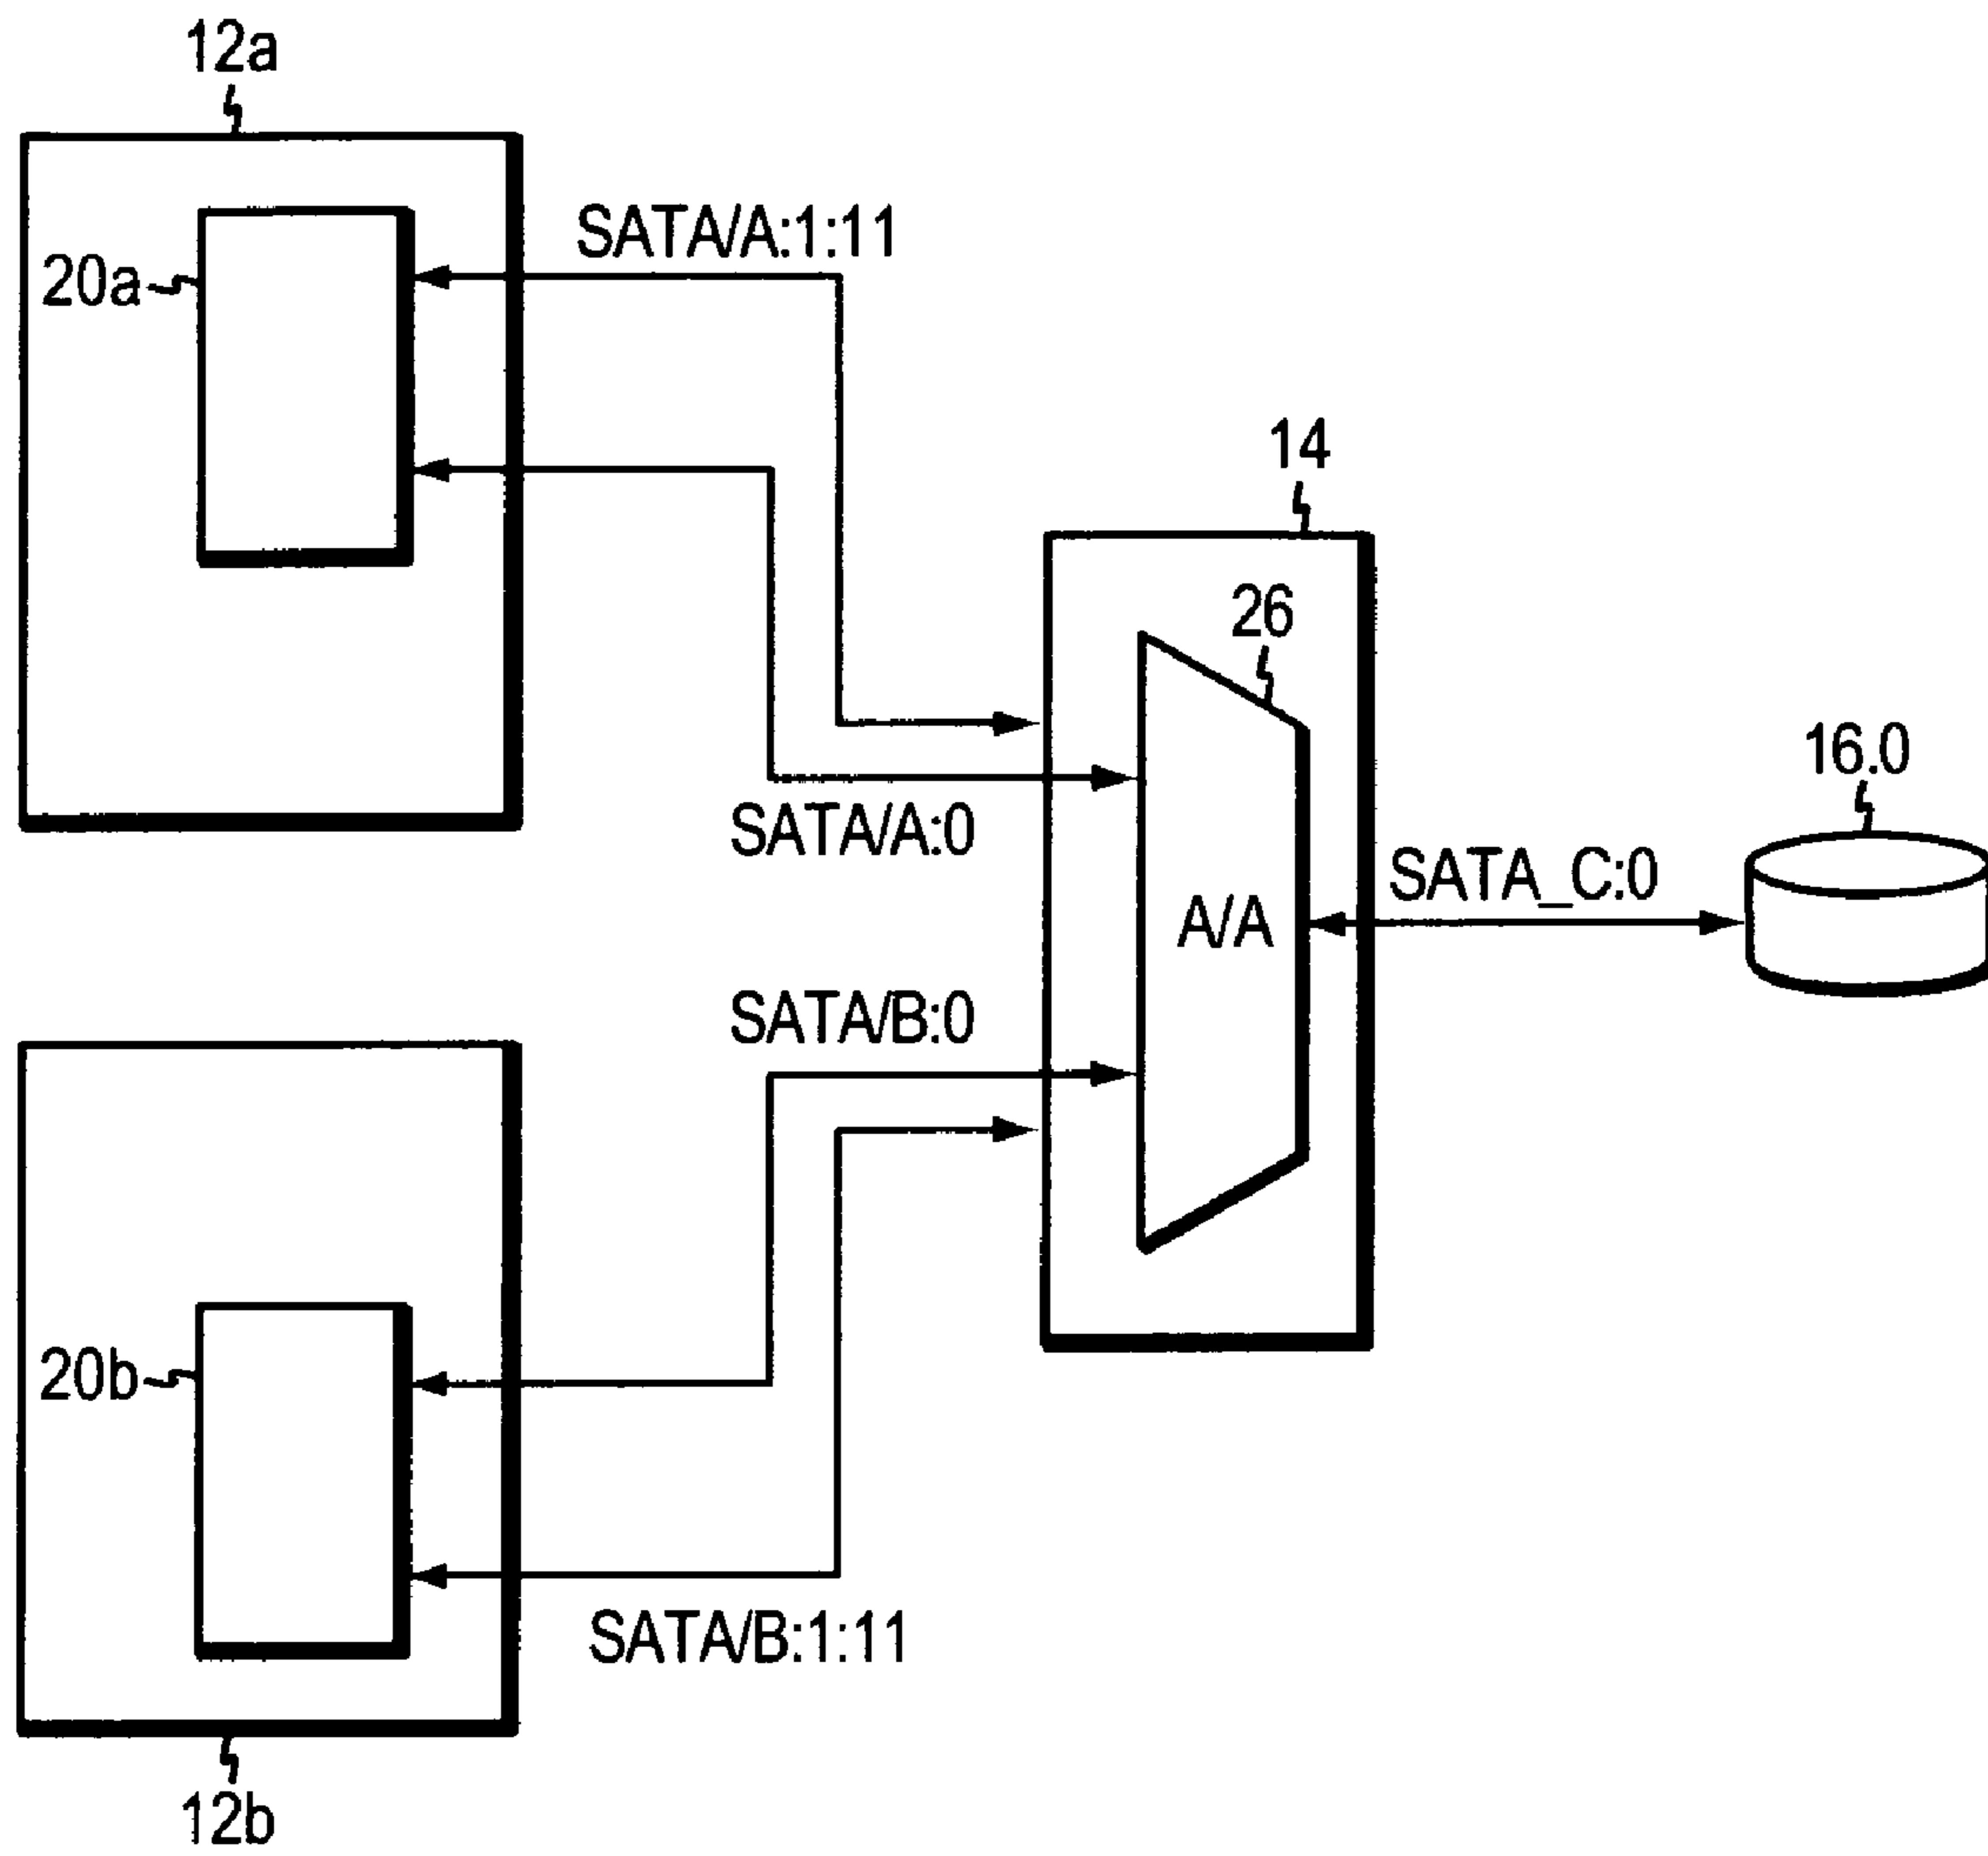 12a
SATA/A:1:11
20a
14
26
16.0
SATA/A:0
SATA_C:0
A/A
SATA/B:0
20b
SATA/B:1:11
12b